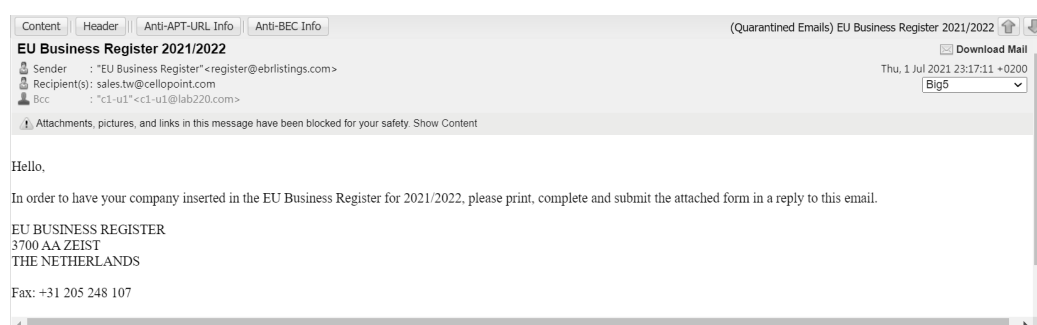 Content Header Anti-APT-URL Info Anti-BEC Info (Quarantined Emails) EU Business Register 2021/2022
EU Business Register 2021/2022 Download Mail
Sender : "EU Business Register"<register@ebrlistings.com> Thu, 1 Jul 2021 23:17:11 +0200
Recipient(s): sales.tw@cellopoint.com Big5
Bcc : "c1-u1"<c1-u1@lab220.com>
Attachments, pictures, and links in this message have been blocked for your safety. Show Content
Hello,
In order to have your company inserted in the EU Business Register for 2021/2022, please print, complete and submit the attached form in a reply to this email.
EU BUSINESS REGISTER
3700 AA ZEIST
THE NETHERLANDS
Fax: +31 205 248 107